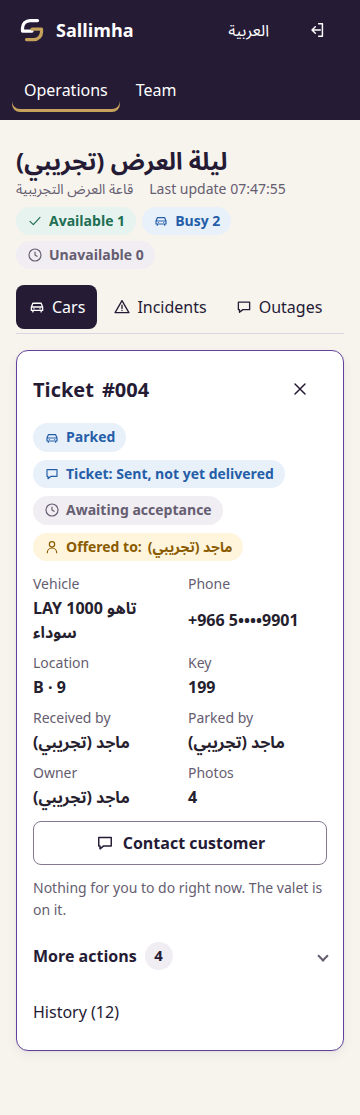 Sallimha
العربية
Operations
Team
ليلة العرض (تجريبي)
قاعة العرض التجريبية Last update 07:47:55
Available 1
Busy 2
Unavailable 0
Cars
Incidents
Outages
Ticket #004
Parked
Ticket: Sent, not yet delivered
Awaiting acceptance
Offered to: ماجد (تجريبي)
Vehicle
LAY 1000 تاهو
سوداء
Phone
+966 5••••9901
Location
B · 9
Key
199
Received by
ماجد (تجريبي)
Parked by
ماجد (تجريبي)
Owner
ماجد (تجريبي)
Photos
4
Contact customer
Nothing for you to do right now. The valet is
on it.
More actions 4
History (12)